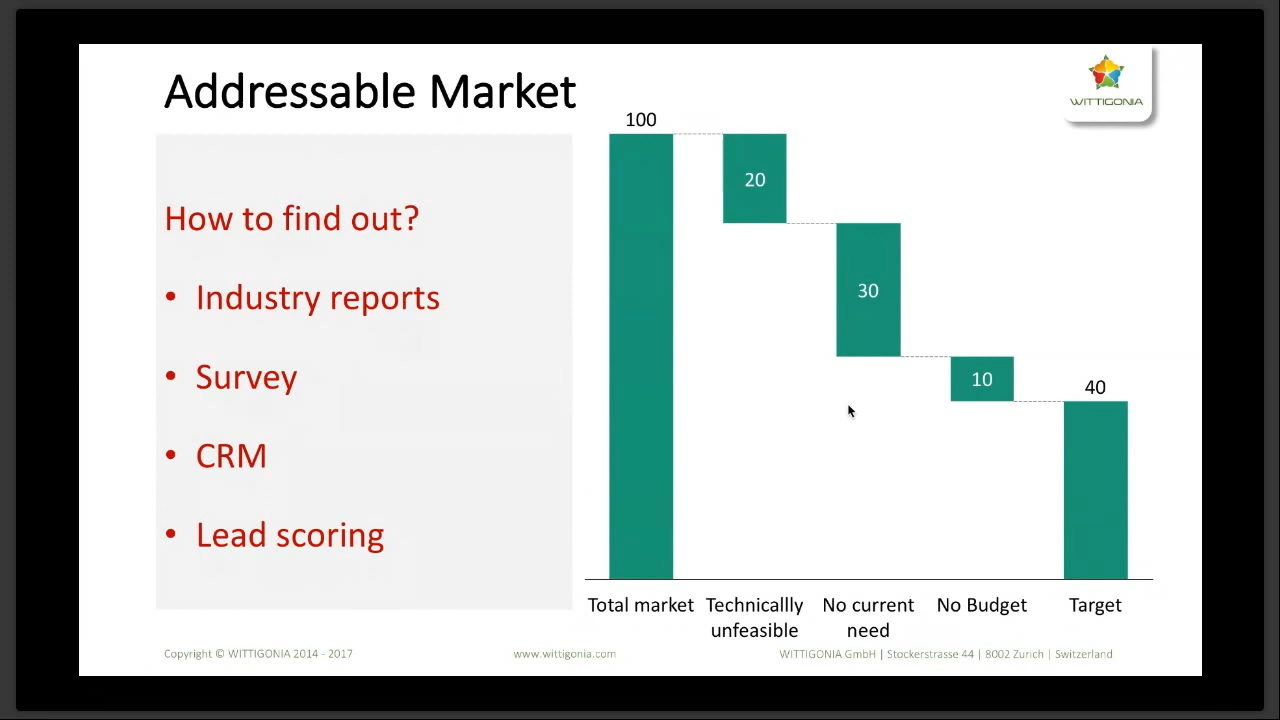 Addressable Market
WITTIGONIA
How to find out?
• Industry reports
• Survey
• CRM
• Lead scoring
100
20
30
10
40
Total market
Technicallly
unfeasible
No current
need
No Budget
Target
Copyright © WITTIGONIA 2014 - 2017
www.wittigonia.com
WITTIGONIA GmbH | Stockerstrasse 44 | 8002 Zurich | Switzerland